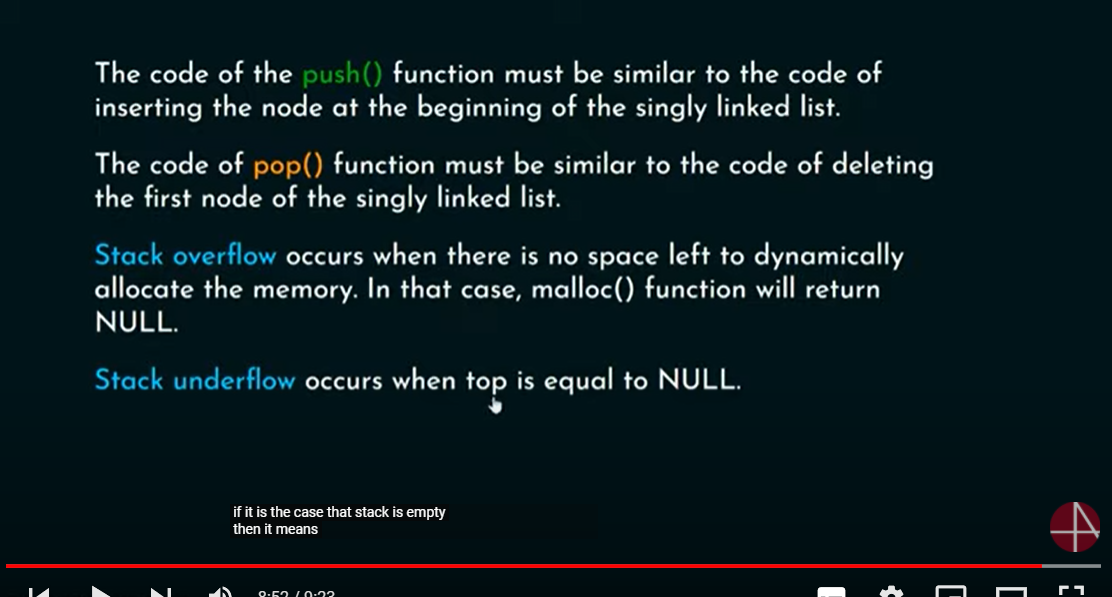 The code of the push() function must be similar to the code of
inserting the node at the beginning of the singly linked list.
The code of pop() function must be similar to the code of deleting
the first node of the singly linked list.
Stack overflow occurs when there is no space left to dynamically
allocate the memory. In that case, malloc() function will return
NULL.
Stack underflow occurs when top is equal to NULL.
if it is the case that stack is empty
then it means
8:52 / 9:23